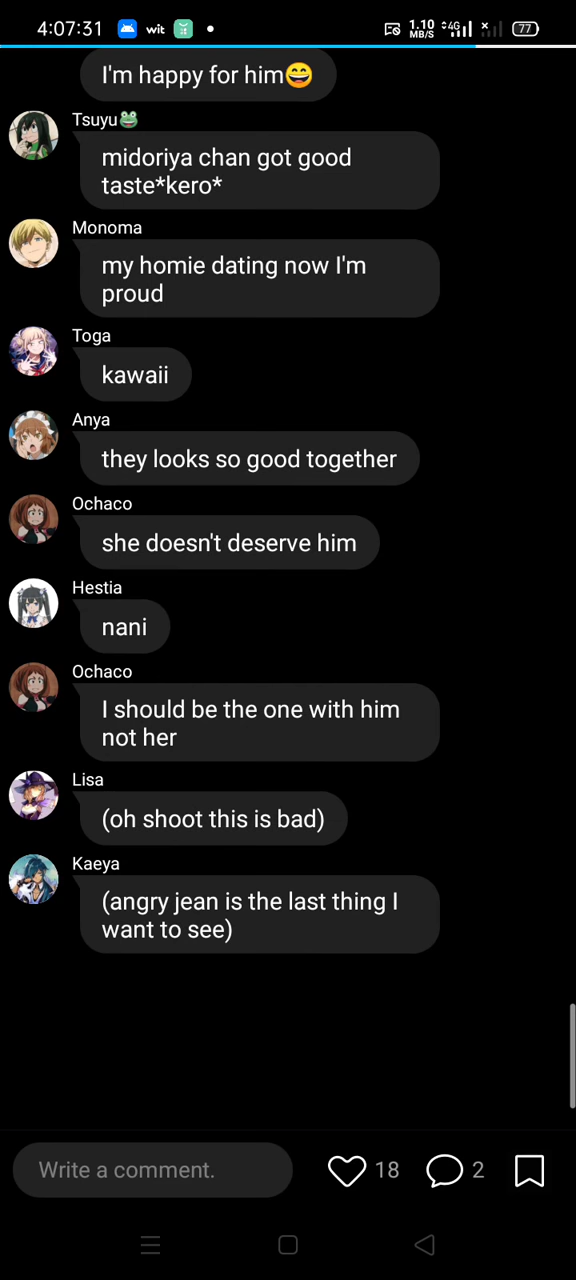 4:07:31 wit 1.10 MB/S 4G 77
I'm happy for him😄
Tsuyu🐸
midoriya chan got good
taste*kero*
Monoma
my homie dating now I'm
proud
Toga
kawaii
Anya
they looks so good together
Ochaco
she doesn't deserve him
Hestia
nani
Ochaco
I should be the one with him
not her
Lisa
(oh shoot this is bad)
Kaeya
(angry jean is the last thing I
want to see)
Write a comment. 18 2